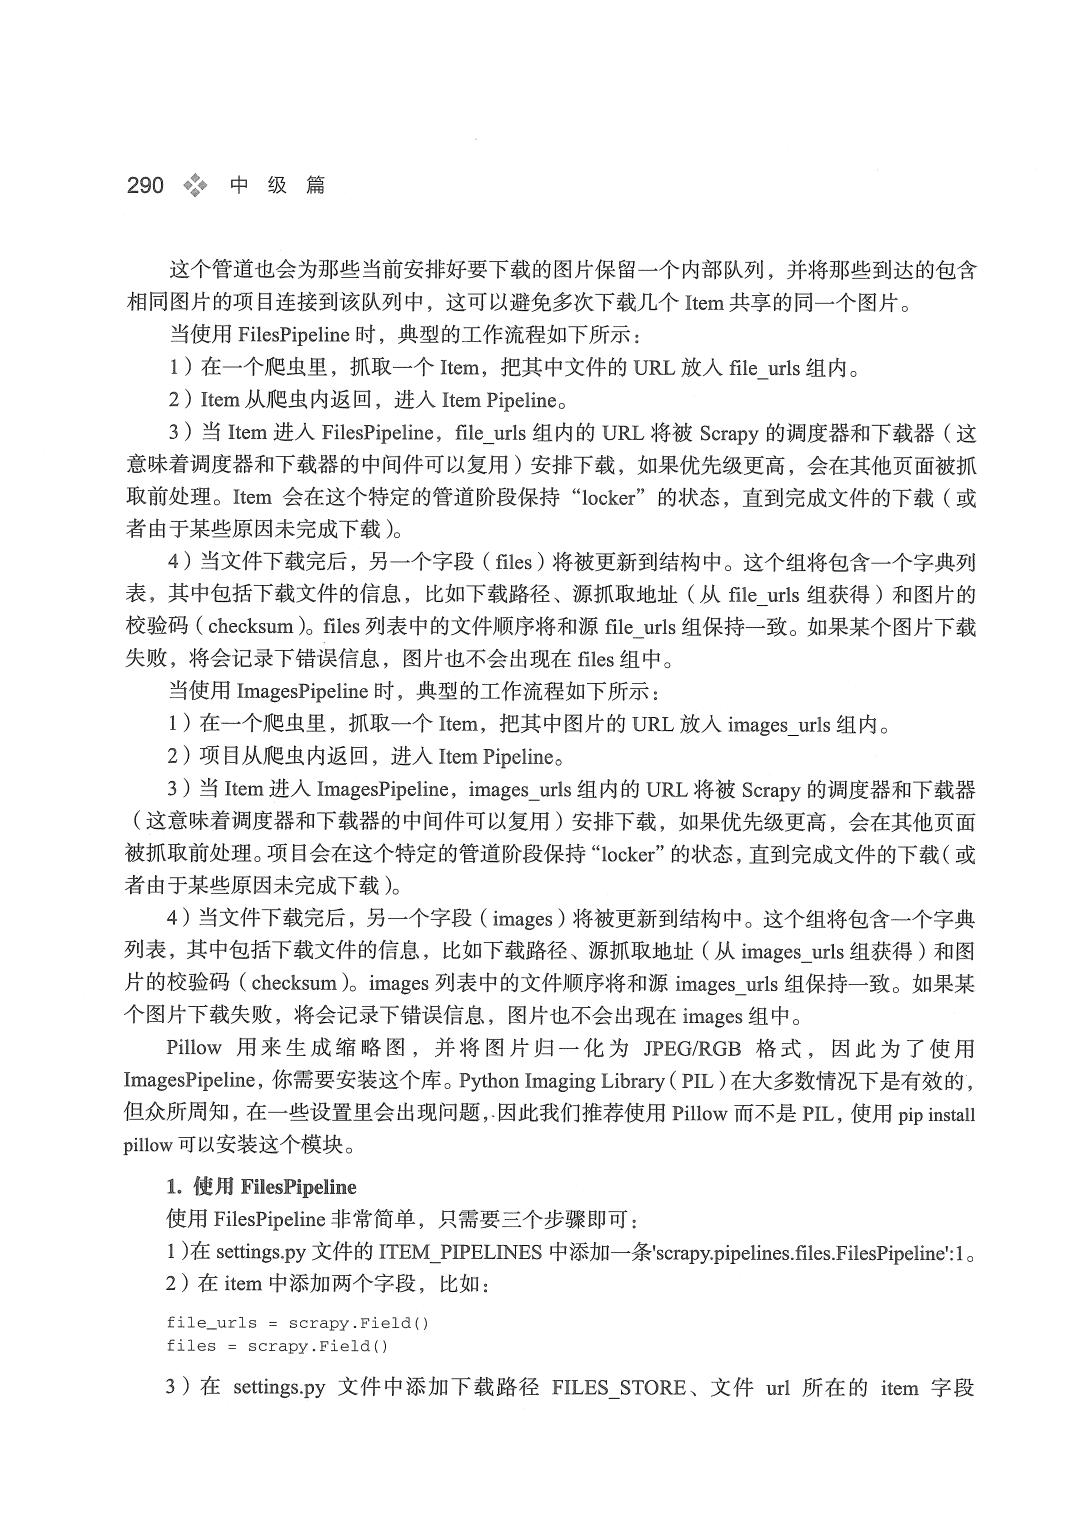 290 中 级 篇
这个管道也会为那些当前安排好要下载的图片保留一个内部队列，并将那些到达的包含
相同图片的项目连接到该队列中，这可以避免多次下载几个 Item 共享的同一个图片。
当使用 FilesPipeline 时，典型的工作流程如下所示：
1）在一个爬虫里，抓取一个 Item，把其中文件的 URL 放入 file_urls 组内。
2）Item 从爬虫内返回，进入 Item Pipeline。
3）当 Item 进入 FilesPipeline，file_urls 组内的 URL 将被 Scrapy 的调度器和下载器（这
意味着调度器和下载器的中间件可以复用）安排下载，如果优先级更高，会在其他页面被抓
取前处理。Item 会在这个特定的管道阶段保持“locker”的状态，直到完成文件的下载（或
者由于某些原因未完成下载）。
4）当文件下载完后，另一个字段（files）将被更新到结构中。这个组将包含一个字典列
表，其中包括下载文件的信息，比如下载路径、源抓取地址（从 file_urls 组获得）和图片的
校验码（checksum）。files 列表中的文件顺序将和源 file_urls 组保持一致。如果某个图片下载
失败，将会记录下错误信息，图片也不会出现在 files 组中。
当使用 ImagesPipeline 时，典型的工作流程如下所示：
1）在一个爬虫里，抓取一个 Item，把其中图片的 URL 放入 images_urls 组内。
2）项目从爬虫内返回，进入 Item Pipeline。
3）当 Item 进入 ImagesPipeline，images_urls 组内的 URL 将被 Scrapy 的调度器和下载器
（这意味着调度器和下载器的中间件可以复用）安排下载，如果优先级更高，会在其他页面
被抓取前处理。项目会在这个特定的管道阶段保持“locker”的状态，直到完成文件的下载（或
者由于某些原因未完成下载）。
4）当文件下载完后，另一个字段（images）将被更新到结构中。这个组将包含一个字典
列表，其中包括下载文件的信息，比如下载路径、源抓取地址（从 images_urls 组获得）和图
片的校验码（checksum）。images 列表中的文件顺序将和源 images_urls 组保持一致。如果某
个图片下载失败，将会记录下错误信息，图片也不会出现在 images 组中。
Pillow 用来生成缩略图，并将图片归一化为 JPEG/RGB 格式，因此为了使用
ImagesPipeline，你需要安装这个库。Python Imaging Library（PIL）在大多数情况下是有效的，
但众所周知，在一些设置里会出现问题，因此我们推荐使用 Pillow 而不是 PIL，使用 pip install
pillow 可以安装这个模块。
1. 使用 FilesPipeline
使用 FilesPipeline 非常简单，只需要三个步骤即可：
1）在 settings.py 文件的 ITEM_PIPELINES 中添加一条'scrapy.pipelines.files.FilesPipeline':1。
2）在 item 中添加两个字段，比如：
file_urls = scrapy.Field()
files = scrapy.Field()
3）在 settings.py 文件中添加下载路径 FILES_STORE、文件 url 所在的 item 字段